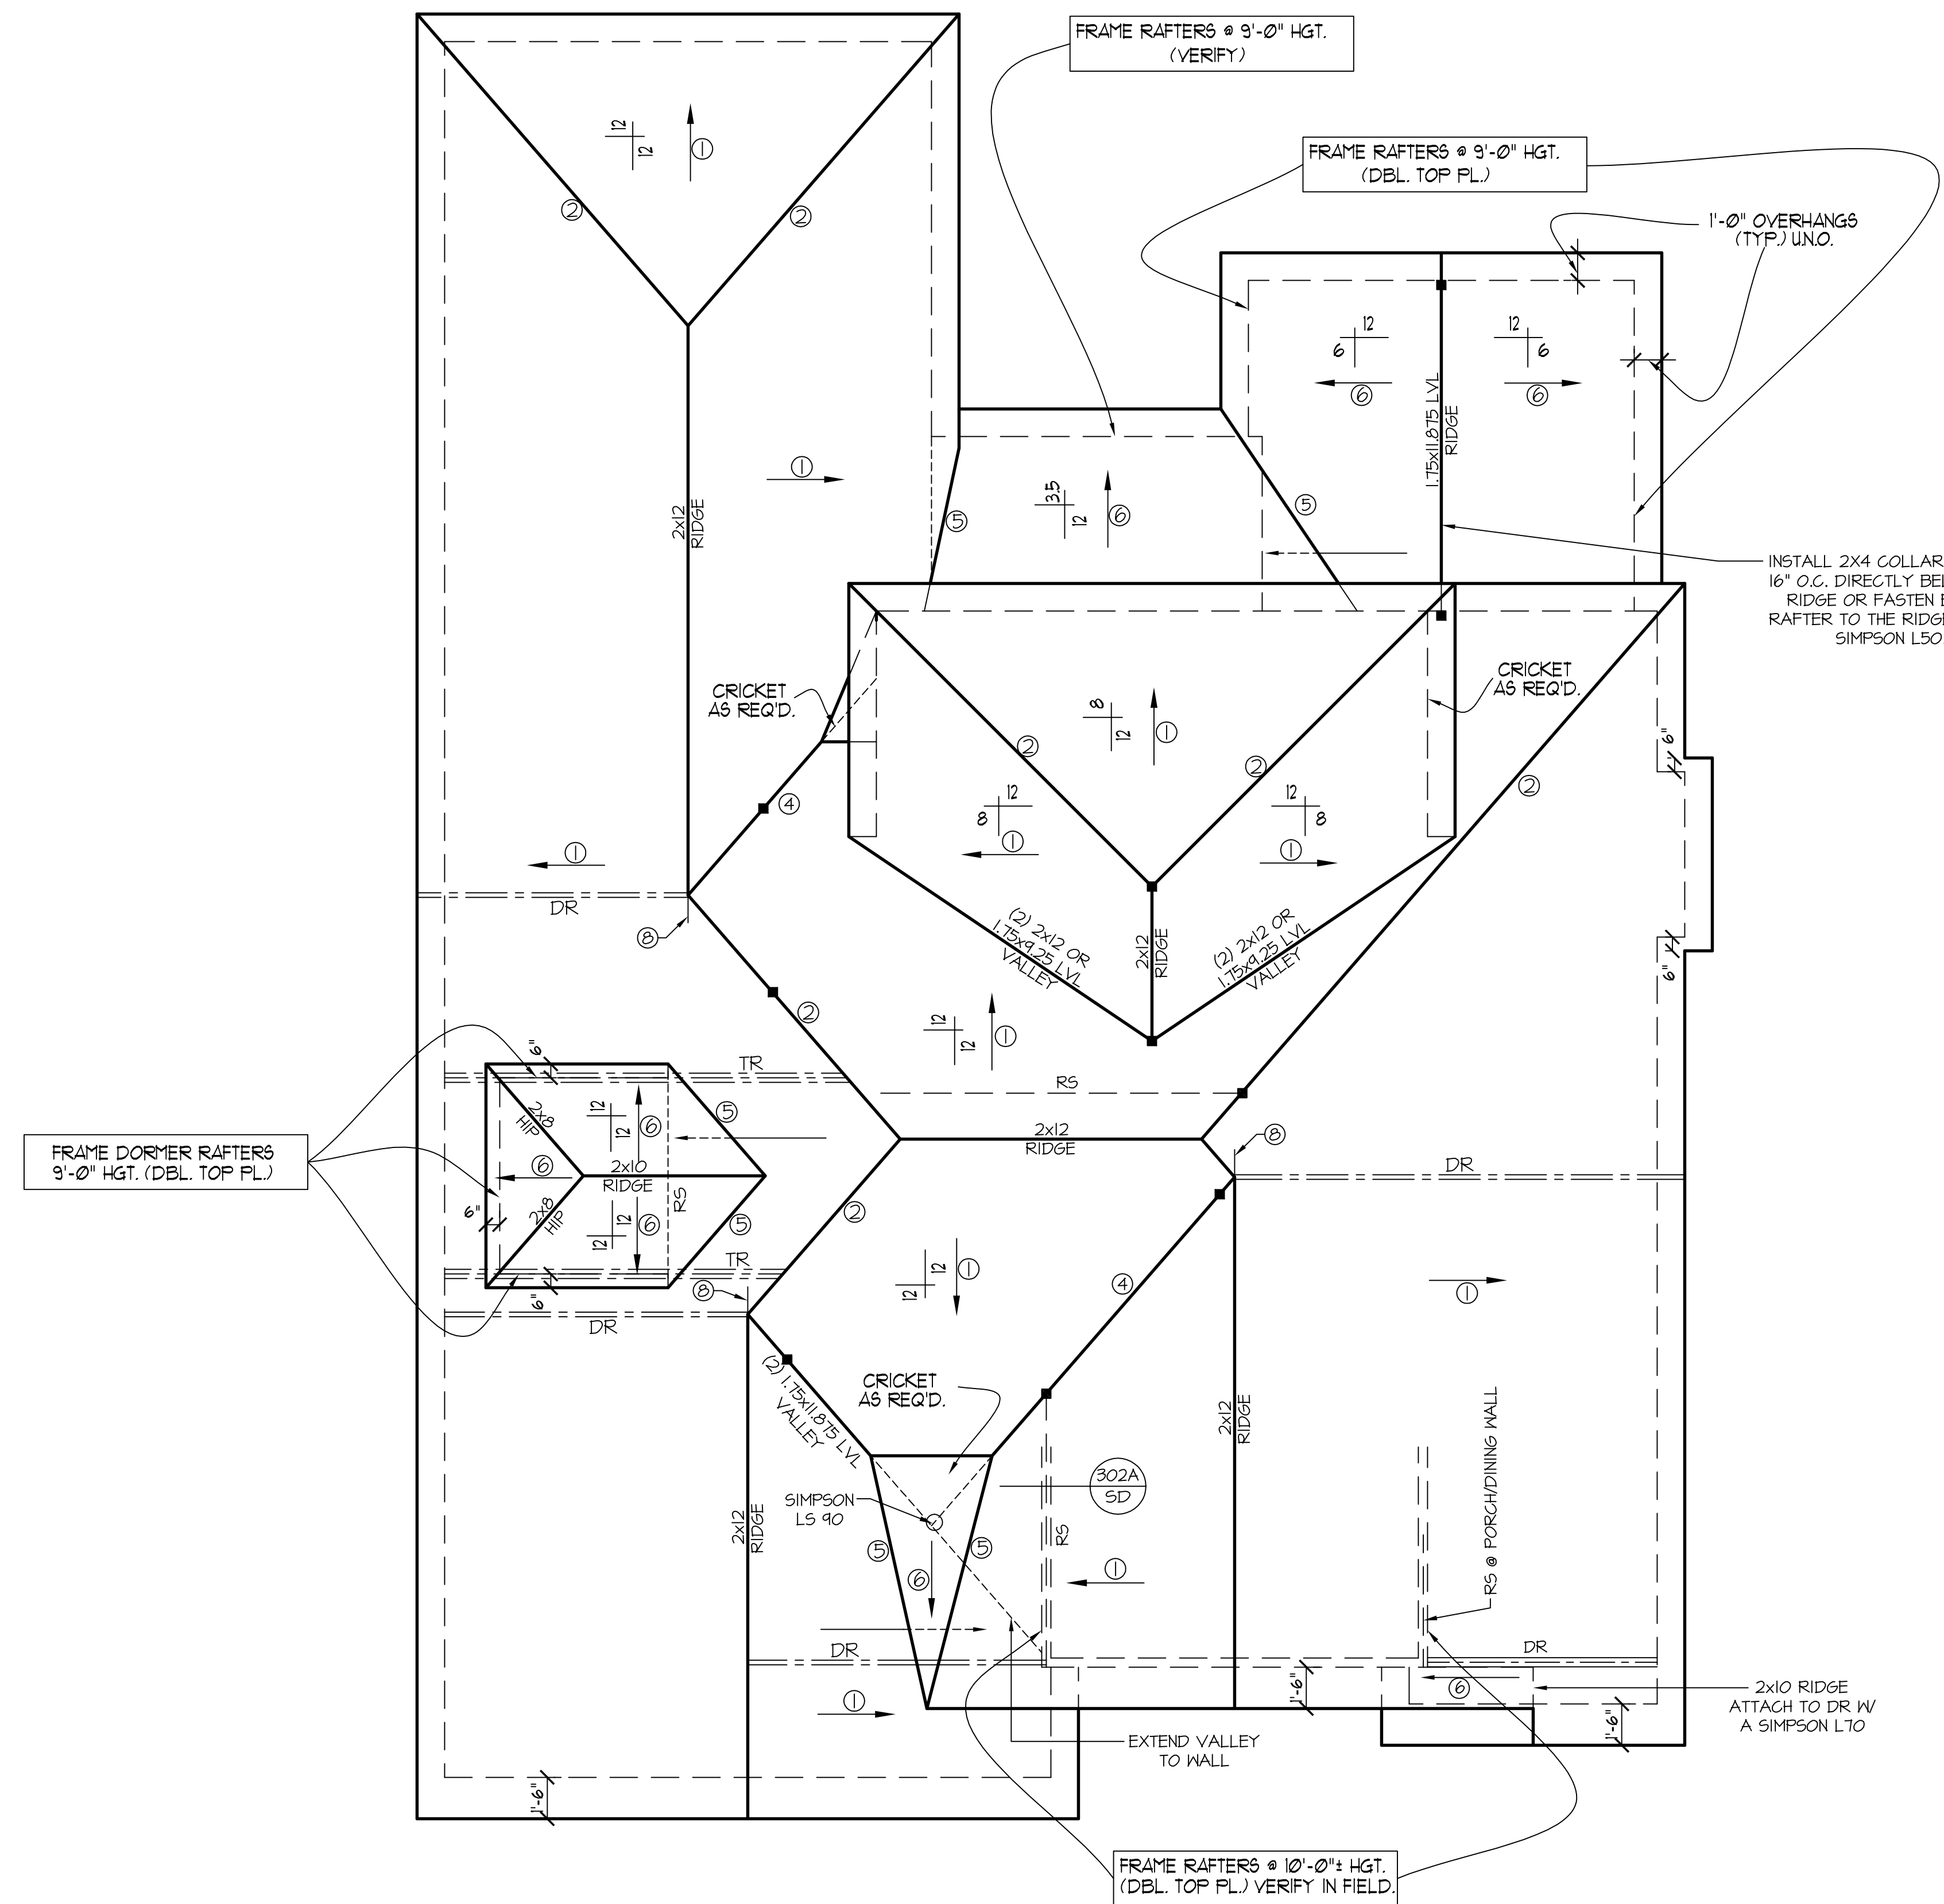 FRAME RAFTERS @ 9'-0" HGT.
(VERIFY)
FRAME RAFTERS @ 9'-0" HGT.
(DBL. TOP PL.)
1'-0" OVERHANGS
(TYP.) U.N.O.
12
12
1
2
2
12
6
12
6
6
6
1.75x11.875 LVL
RIDGE
2x12
RIDGE
1
3.5
12
6
5
5
INSTALL 2X4 COLLAR
16" O.C. DIRECTLY
RIDGE OR FASTEN
RAFTER TO THE
SIMPSON L50
CRICKET
AS REQ'D.
CRICKET
AS REQ'D.
8
12
1
2
2
2
6"
4
12
8
1
12
8
1
1
DR
8
(2) 2x12 OR
1.75x9.25 LVL
VALLEY
2x12
RIDGE
(2) 2x12 OR
1.75x9.25 LVL
VALLEY
6"
2
12
12
1
6"
TR
RS
FRAME DORMER RAFTERS
9'-0" HGT. (DBL. TOP PL.)
2x8
HIP
12
12
6
5
2x12
RIDGE
8
DR
6
2x10
RIDGE
RS
6"
2x8
HIP
12
12
6
5
2
TR
6"
8
DR
12
12
1
4
1
(2) 1.75x11.875 LVL
VALLEY
CRICKET
AS REQ'D.
2x12
RIDGE
RS @ PORCH/DINING WALL
302A
SD
SIMPSON
LS 90
2x12
RIDGE
5
5
RS
6
1
DR
DR
1
1'-6"
6
2x10 RIDGE
ATTACH TO DR W/
A SIMPSON L70
1'-6"
EXTEND VALLEY
TO WALL
1'-6"
FRAME RAFTERS @ 10'-0"± HGT.
(DBL. TOP PL.) VERIFY IN FIELD.